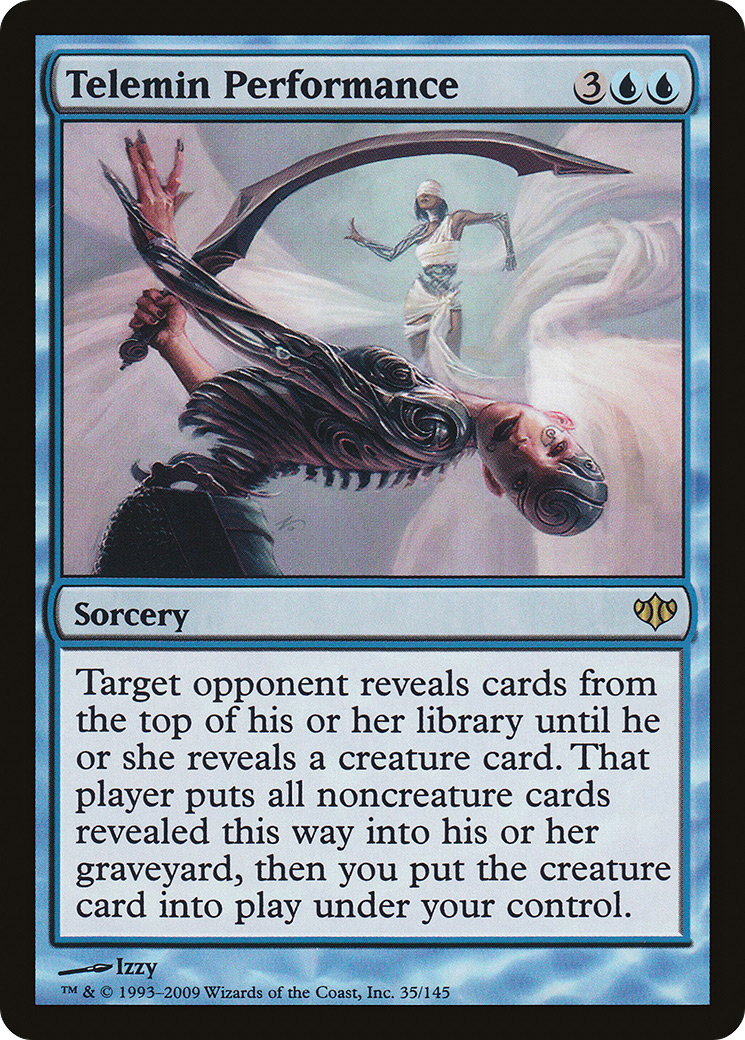 Telemin Performance 3
Sorcery
Target opponent reveals cards from
the top of his or her library until he
or she reveals a creature card. That
player puts all noncreature cards
revealed this way into his or her
graveyard, then you put the creature
card into play under your control.
Izzy
™ & © 1993–2009 Wizards of the Coast, Inc. 35/145